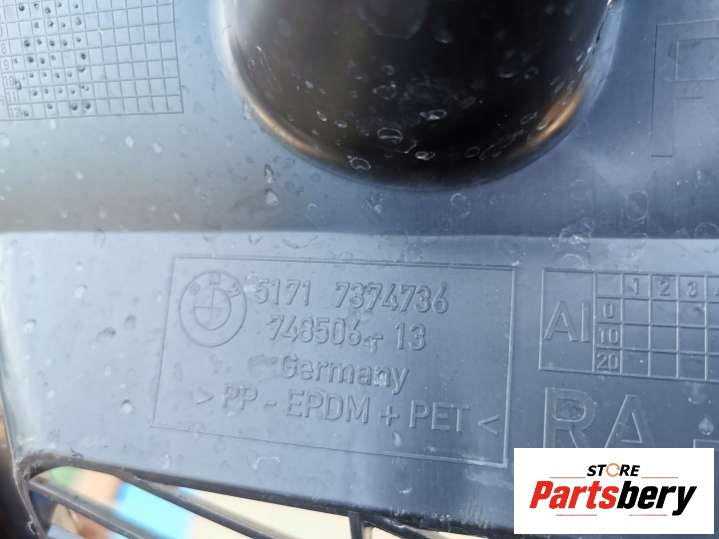 5171 7374736
748506-13
Germany
> PP - EPDM + PET <
AI
1 2 3
0
10
20
RA -
STORE
Partsbery